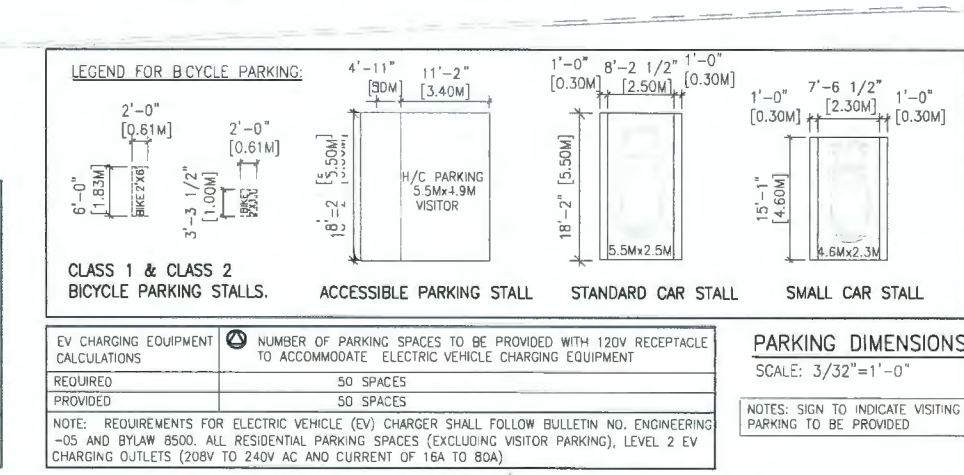 LEGEND FOR BICYCLE PARKING:
2'-0"
[0.61M]
2'-0"
[0.61M]
6'-0"
[1.83M]
BIKE 2'X6'
3'-3 1/2"
[1.00M]
CLASS 1 & CLASS 2
BICYCLE PARKING STALLS.
4'-11"
11'-2"
[3.40M]
5.50M]
H/C PARKING
5.5Mx4.9M
VISITOR
ACCESSIBLE PARKING STALL
1'-0"
[0.30M]
8'-2 1/2"
[2.50M]
1'-0"
[0.30M]
18'-2" [5.50M]
5.5Mx2.5M
STANDARD CAR STALL
1'-0"
[0.30M]
7'-6 1/2"
[2.30M]
1'-0"
[0.30M]
15'-1"
[4.60M]
4.6Mx2.3M
SMALL CAR STALL
EV CHARGING EQUIPMENT
CALCULATIONS
NUMBER OF PARKING SPACES TO BE PROVIDED WITH 120V RECEPTACLE
TO ACCOMMODATE ELECTRIC VEHICLE CHARGING EQUIPMENT
REQUIRED
50 SPACES
PROVIDED
50 SPACES
NOTE: REQUIREMENTS FOR ELECTRIC VEHICLE (EV) CHARGER SHALL FOLLOW BULLETIN NO. ENGINEERING
-05 AND BYLAW 8500. ALL RESIDENTIAL PARKING SPACES (EXCLUDING VISITOR PARKING), LEVEL 2 EV
CHARGING OUTLETS (208V TO 240V AC AND CURRENT OF 16A TO 80A)
PARKING DIMENSIONS
SCALE: 3/32"=1'-0"
NOTES: SIGN TO INDICATE VISITING
PARKING TO BE PROVIDED